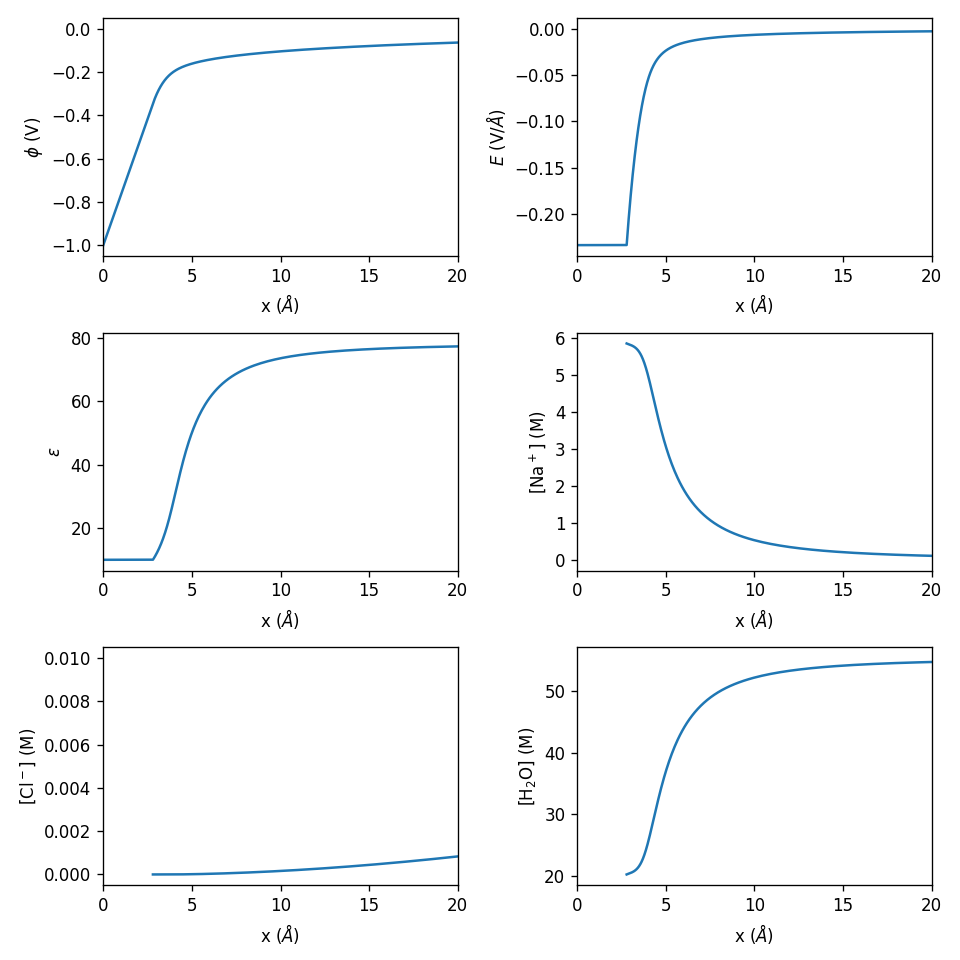 0.0
−0.2
−0.4
−0.6
−0.8
−1.0
ϕ (V)
0 5 10 15 20
x (Å)
0.00
−0.05
−0.10
−0.15
−0.20
E (V/Å)
0 5 10 15 20
x (Å)
80
60
40
20
ε
0 5 10 15 20
x (Å)
6
5
4
3
2
1
0
[Na⁺] (M)
0 5 10 15 20
x (Å)
0.010
0.008
0.006
0.004
0.002
0.000
[Cl⁻] (M)
0 5 10 15 20
x (Å)
50
40
30
20
[H₂O] (M)
0 5 10 15 20
x (Å)